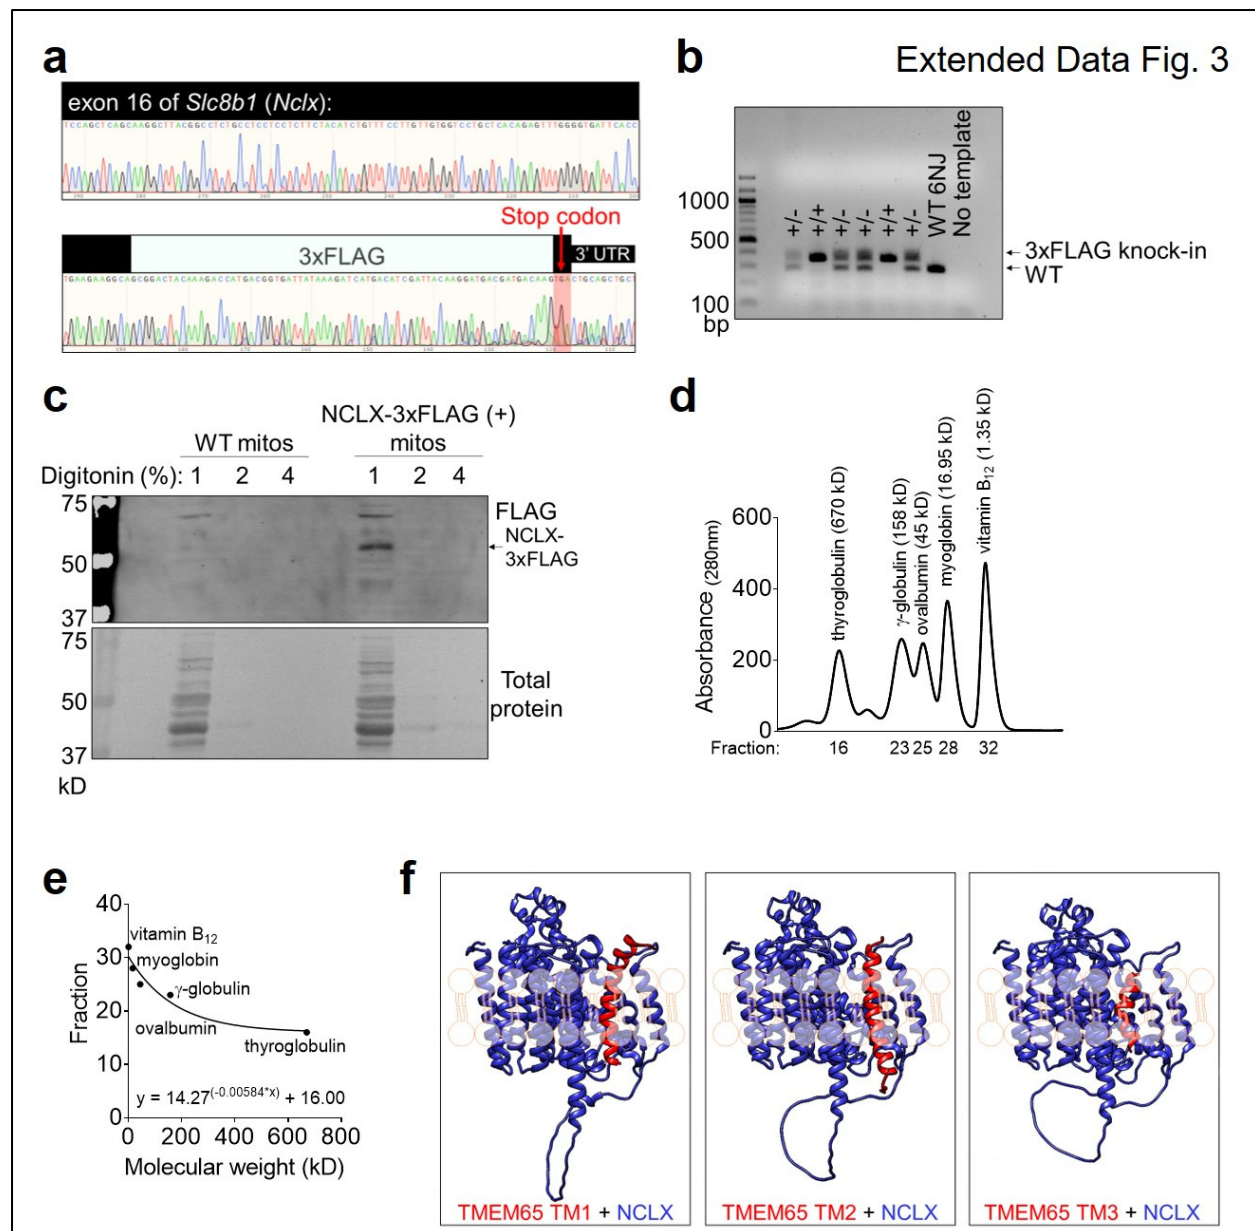 Extended Data Fig. 3
a
exon 16 of Slc8b1 (Nclx):
TCCAGCTCAGCAAGGCTTACGGCCTCTGCCTCCTCCTCTTCTACATCTGTTTCCTTGTTGTGGTCCTGCTCACAGAGTTTGGGGTGATTCACC
Stop codon
3xFLAG
3' UTR
TGAAGAAGGCAGCGGACTACAAAGACCATGACGGTGATTATAAAGATCATGACATCGATTACAAGGATGACGATGACAAGTGACTGCAGCTGCT
b
+/-
+/+
+/-
+/-
+/+
+/-
WT 6NJ
No template
1000
500
100
bp
3xFLAG knock-in
WT
c
NCLX-3xFLAG (+)
WT mitos
mitos
Digitonin (%): 1 2 4 1 2 4
75
50
37
FLAG
NCLX-
3xFLAG
75
50
37
kD
Total
protein
d
thyroglobulin (670 kD)
γ-globulin (158 kD)
ovalbumin (45 kD)
myoglobin (16.95 kD)
vitamin B12 (1.35 kD)
Absorbance (280nm)
600
400
200
0
Fraction: 16 23 25 28 32
e
Fraction
40
30
20
10
0
vitamin B12
myoglobin
γ-globulin
ovalbumin
thyroglobulin
y = 14.27(-0.00584*x) + 16.00
0 200 400 600 800
Molecular weight (kD)
f
TMEM65 TM1 + NCLX
TMEM65 TM2 + NCLX
TMEM65 TM3 + NCLX